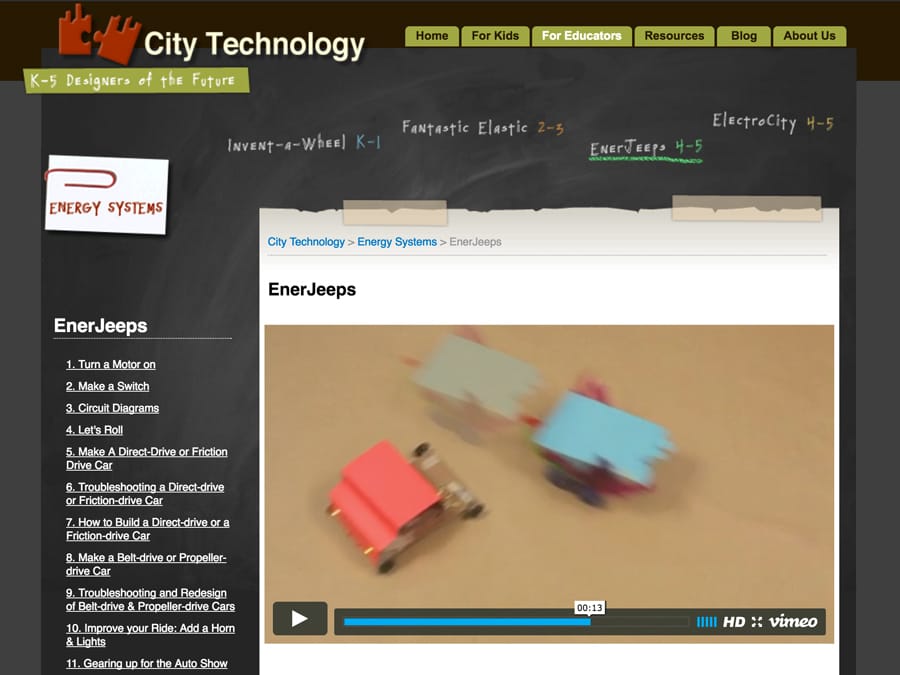 City Technology
K-5 Designers of the Future
Home For Kids For Educators Resources Blog About Us
Invent-a-Wheel K-1
Fantastic Elastic 2-3
EnerJeeps 4-5
ElectroCity 4-5
ENERGY SYSTEMS
City Technology > Energy Systems > EnerJeeps
EnerJeeps
EnerJeeps
1. Turn a Motor on
2. Make a Switch
3. Circuit Diagrams
4. Let's Roll
5. Make A Direct-Drive or Friction
Drive Car
6. Troubleshooting a Direct-drive
or Friction-drive Car
7. How to Build a Direct-drive or a
Friction-drive Car
8. Make a Belt-drive or Propeller-
drive Car
9. Troubleshooting and Redesign
of Belt-drive & Propeller-drive Cars
10. Improve your Ride: Add a Horn
& Lights
11. Gearing up for the Auto Show
00:13
HD vimeo